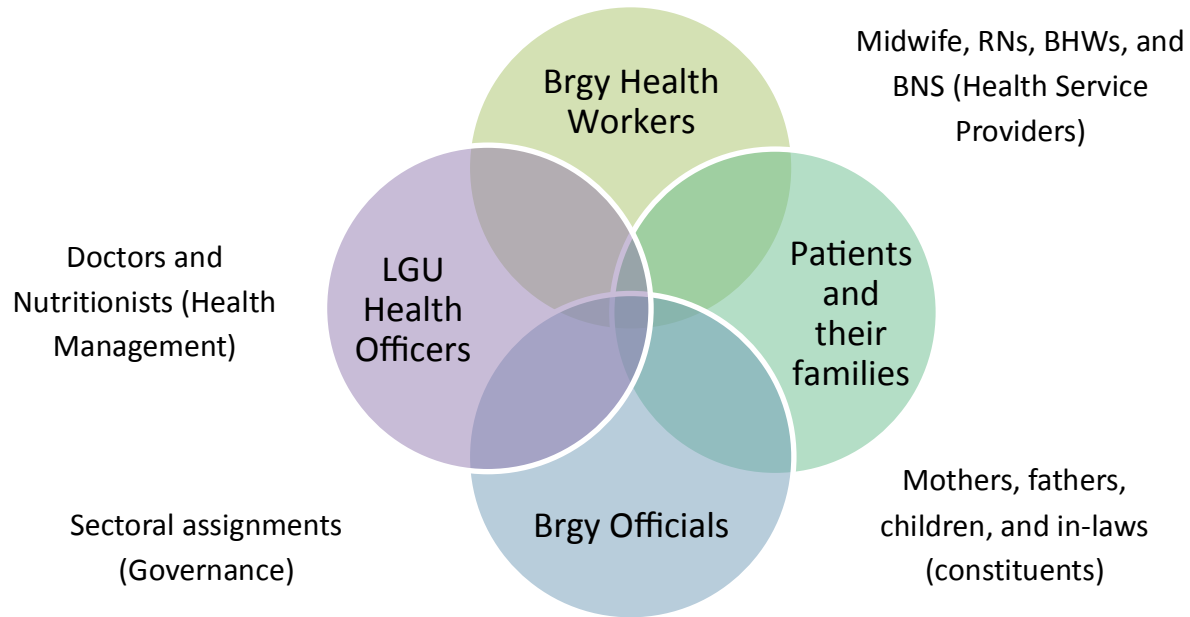 Brgy Health
Workers
Midwife, RNs, BHWs, and
BNS (Health Service
Providers)
Doctors and
Nutritionists (Health
Management)
LGU
Health
Officers
Patients
and
their
families
Sectoral assignments
(Governance)
Brgy Officials
Mothers, fathers,
children, and in-laws
(constituents)